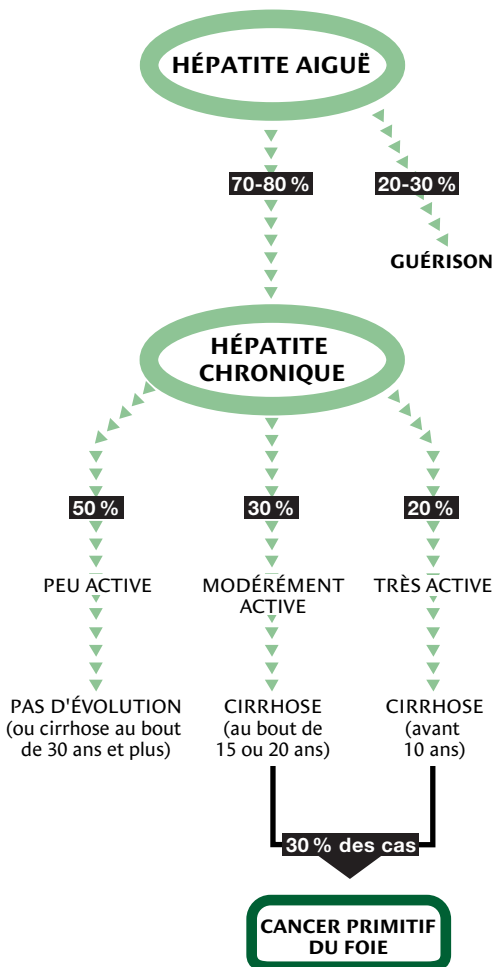 HÉPATITE AIGUË
70-80 %
20-30 %
GUÉRISON
HÉPATITE
CHRONIQUE
50 %
30 %
20 %
PEU ACTIVE
MODÉRÉMENT
ACTIVE
TRÈS ACTIVE
PAS D'ÉVOLUTION
(ou cirrhose au bout
de 30 ans et plus)
CIRRHOSE
(au bout de
15 ou 20 ans)
CIRRHOSE
(avant
10 ans)
30 % des cas
CANCER PRIMITIF
DU FOIE